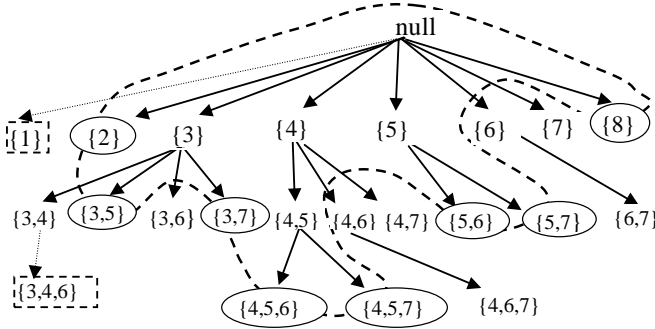 null
{1} {2} {3} {4} {5} {6} {7} {8}
{3,4} {3,5} {3,6} {3,7} {4,5} {4,6} {4,7} {5,6} {5,7} {6,7}
{3,4,6} {4,5,6} {4,5,7} {4,6,7}